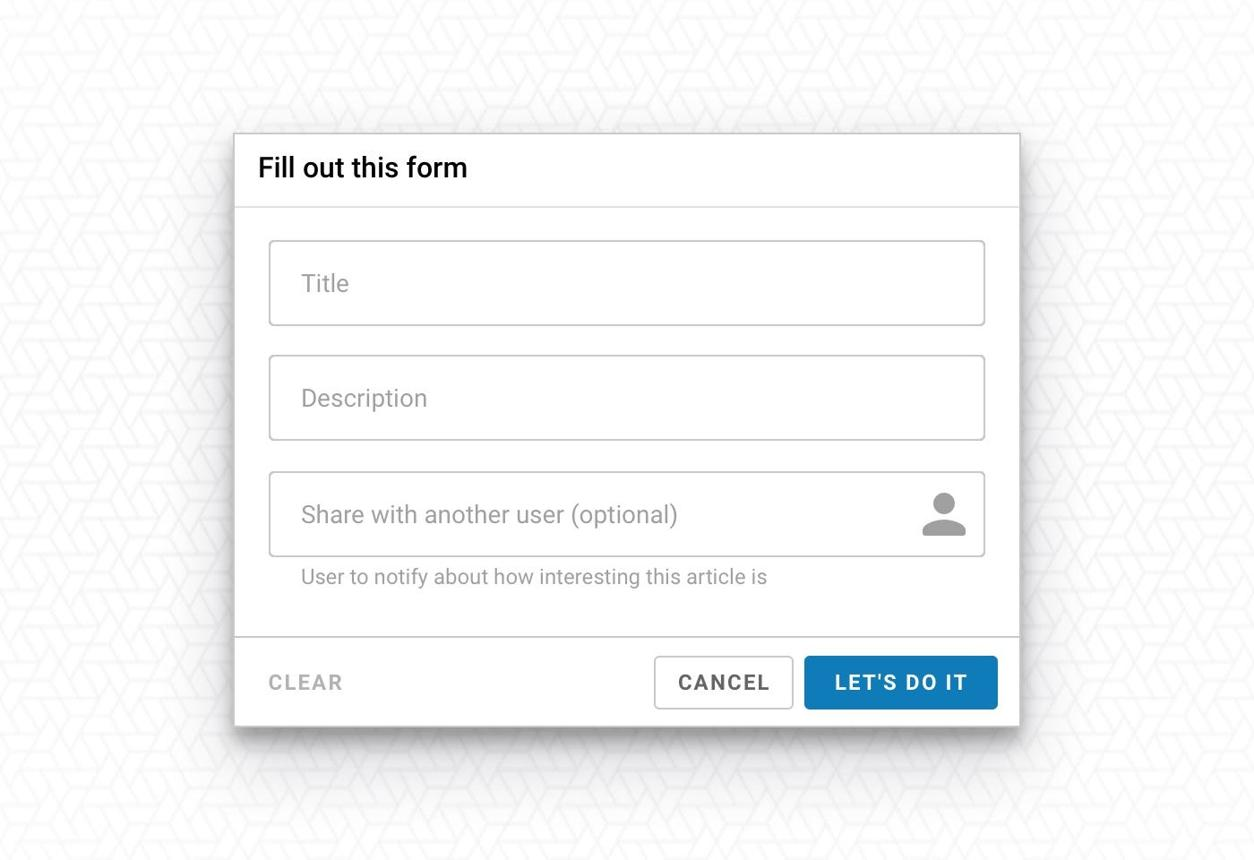 Fill out this form
Title
Description
Share with another user (optional)
User to notify about how interesting this article is
CLEAR CANCEL LET'S DO IT